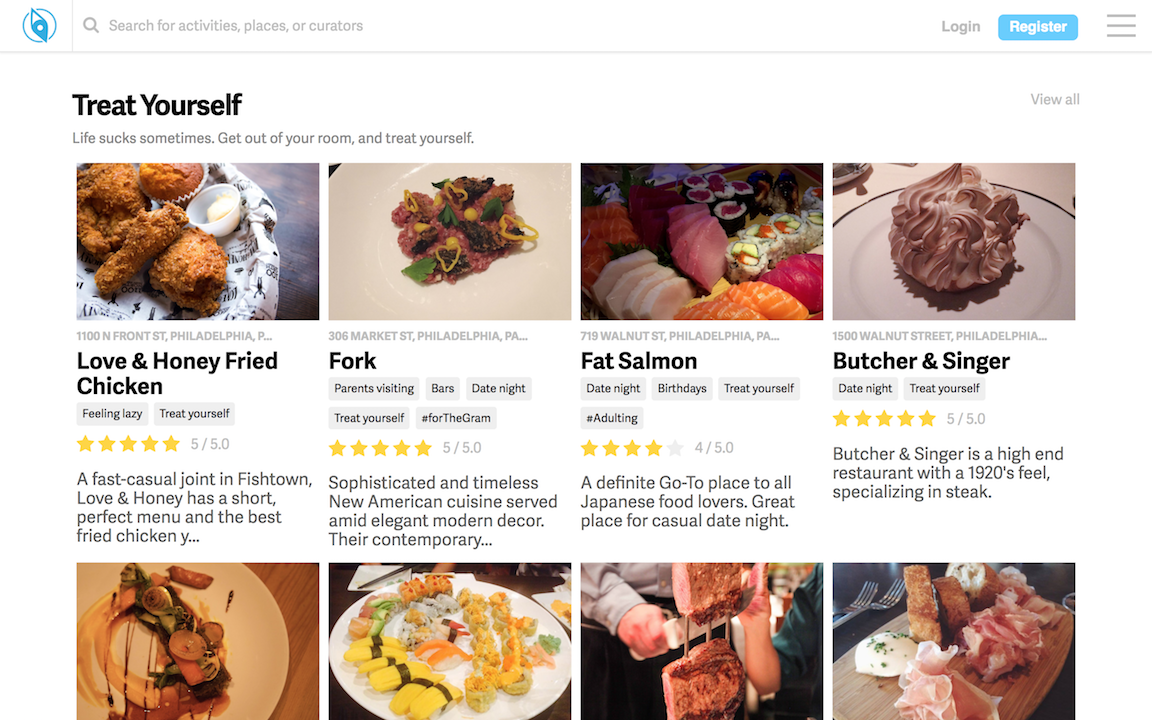 Search for activities, places, or curators
Login
Register
Treat Yourself
View all
Life sucks sometimes. Get out of your room, and treat yourself.
1100 N FRONT ST, PHILADELPHIA, P...
Love & Honey Fried
Chicken
Feeling lazy
Treat yourself
5 / 5.0
A fast-casual joint in Fishtown,
Love & Honey has a short,
perfect menu and the best
fried chicken y...
306 MARKET ST, PHILADELPHIA, PA...
Fork
Parents visiting
Bars
Date night
Treat yourself
#forTheGram
5 / 5.0
Sophisticated and timeless
New American cuisine served
amid elegant modern decor.
Their contemporary...
719 WALNUT ST, PHILADELPHIA, PA...
Fat Salmon
Date night
Birthdays
Treat yourself
#Adulting
4 / 5.0
A definite Go-To place to all
Japanese food lovers. Great
place for casual date night.
1500 WALNUT STREET, PHILADELPHIA...
Butcher & Singer
Date night
Treat yourself
5 / 5.0
Butcher & Singer is a high end
restaurant with a 1920's feel,
specializing in steak.